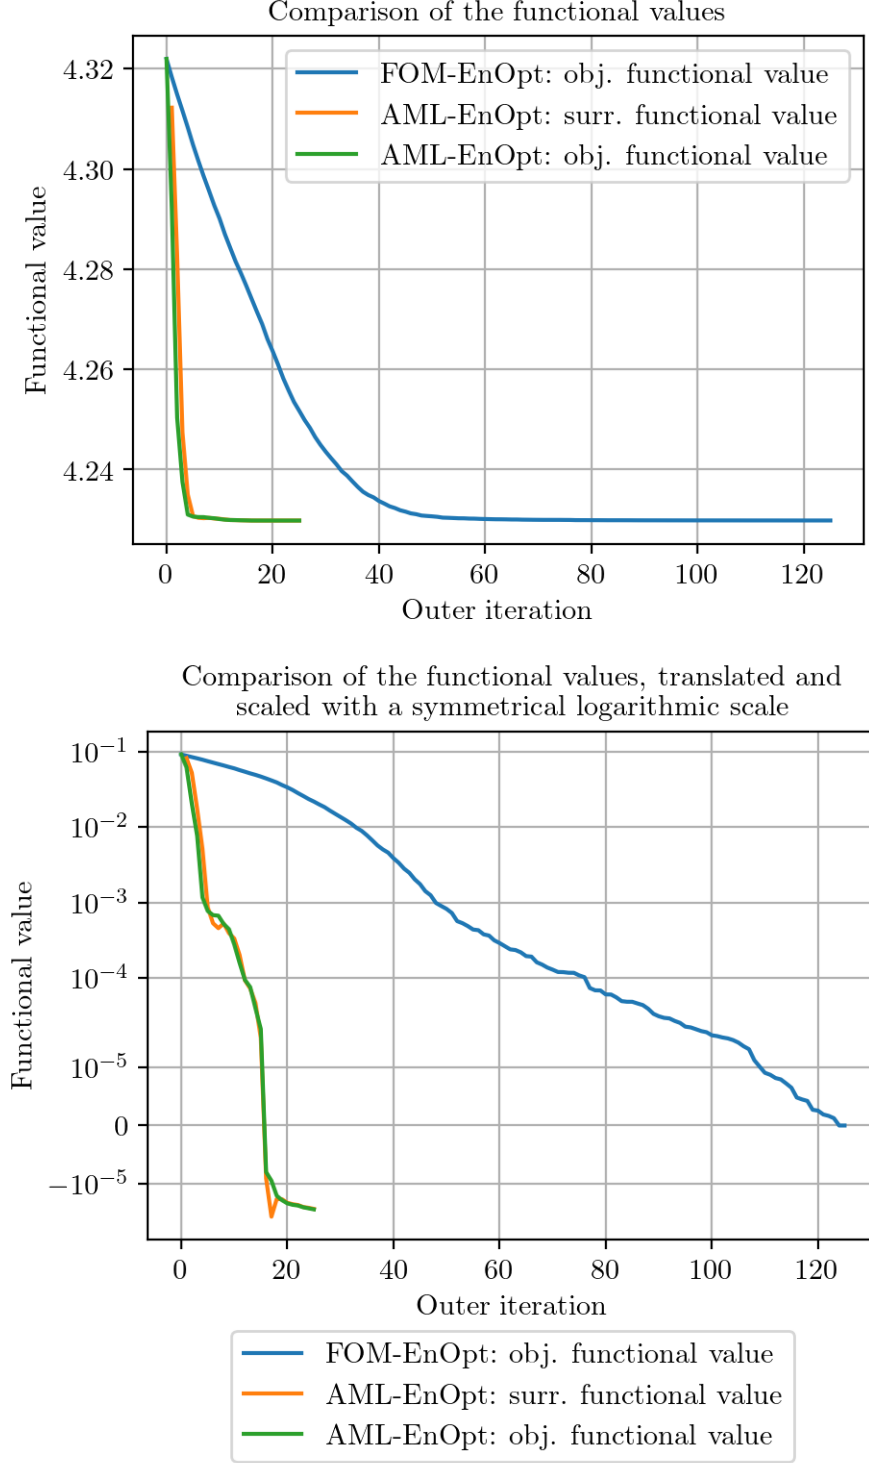 Comparison of the functional values
4.32
4.30
4.28
4.26
4.24
Functional value
FOM-EnOpt: obj. functional value
AML-EnOpt: surr. functional value
AML-EnOpt: obj. functional value
0 20 40 60 80 100 120
Outer iteration
Comparison of the functional values, translated and
scaled with a symmetrical logarithmic scale
10⁻¹
10⁻²
10⁻³
10⁻⁴
10⁻⁵
0
−10⁻⁵
Functional value
0 20 40 60 80 100 120
Outer iteration
FOM-EnOpt: obj. functional value
AML-EnOpt: surr. functional value
AML-EnOpt: obj. functional value